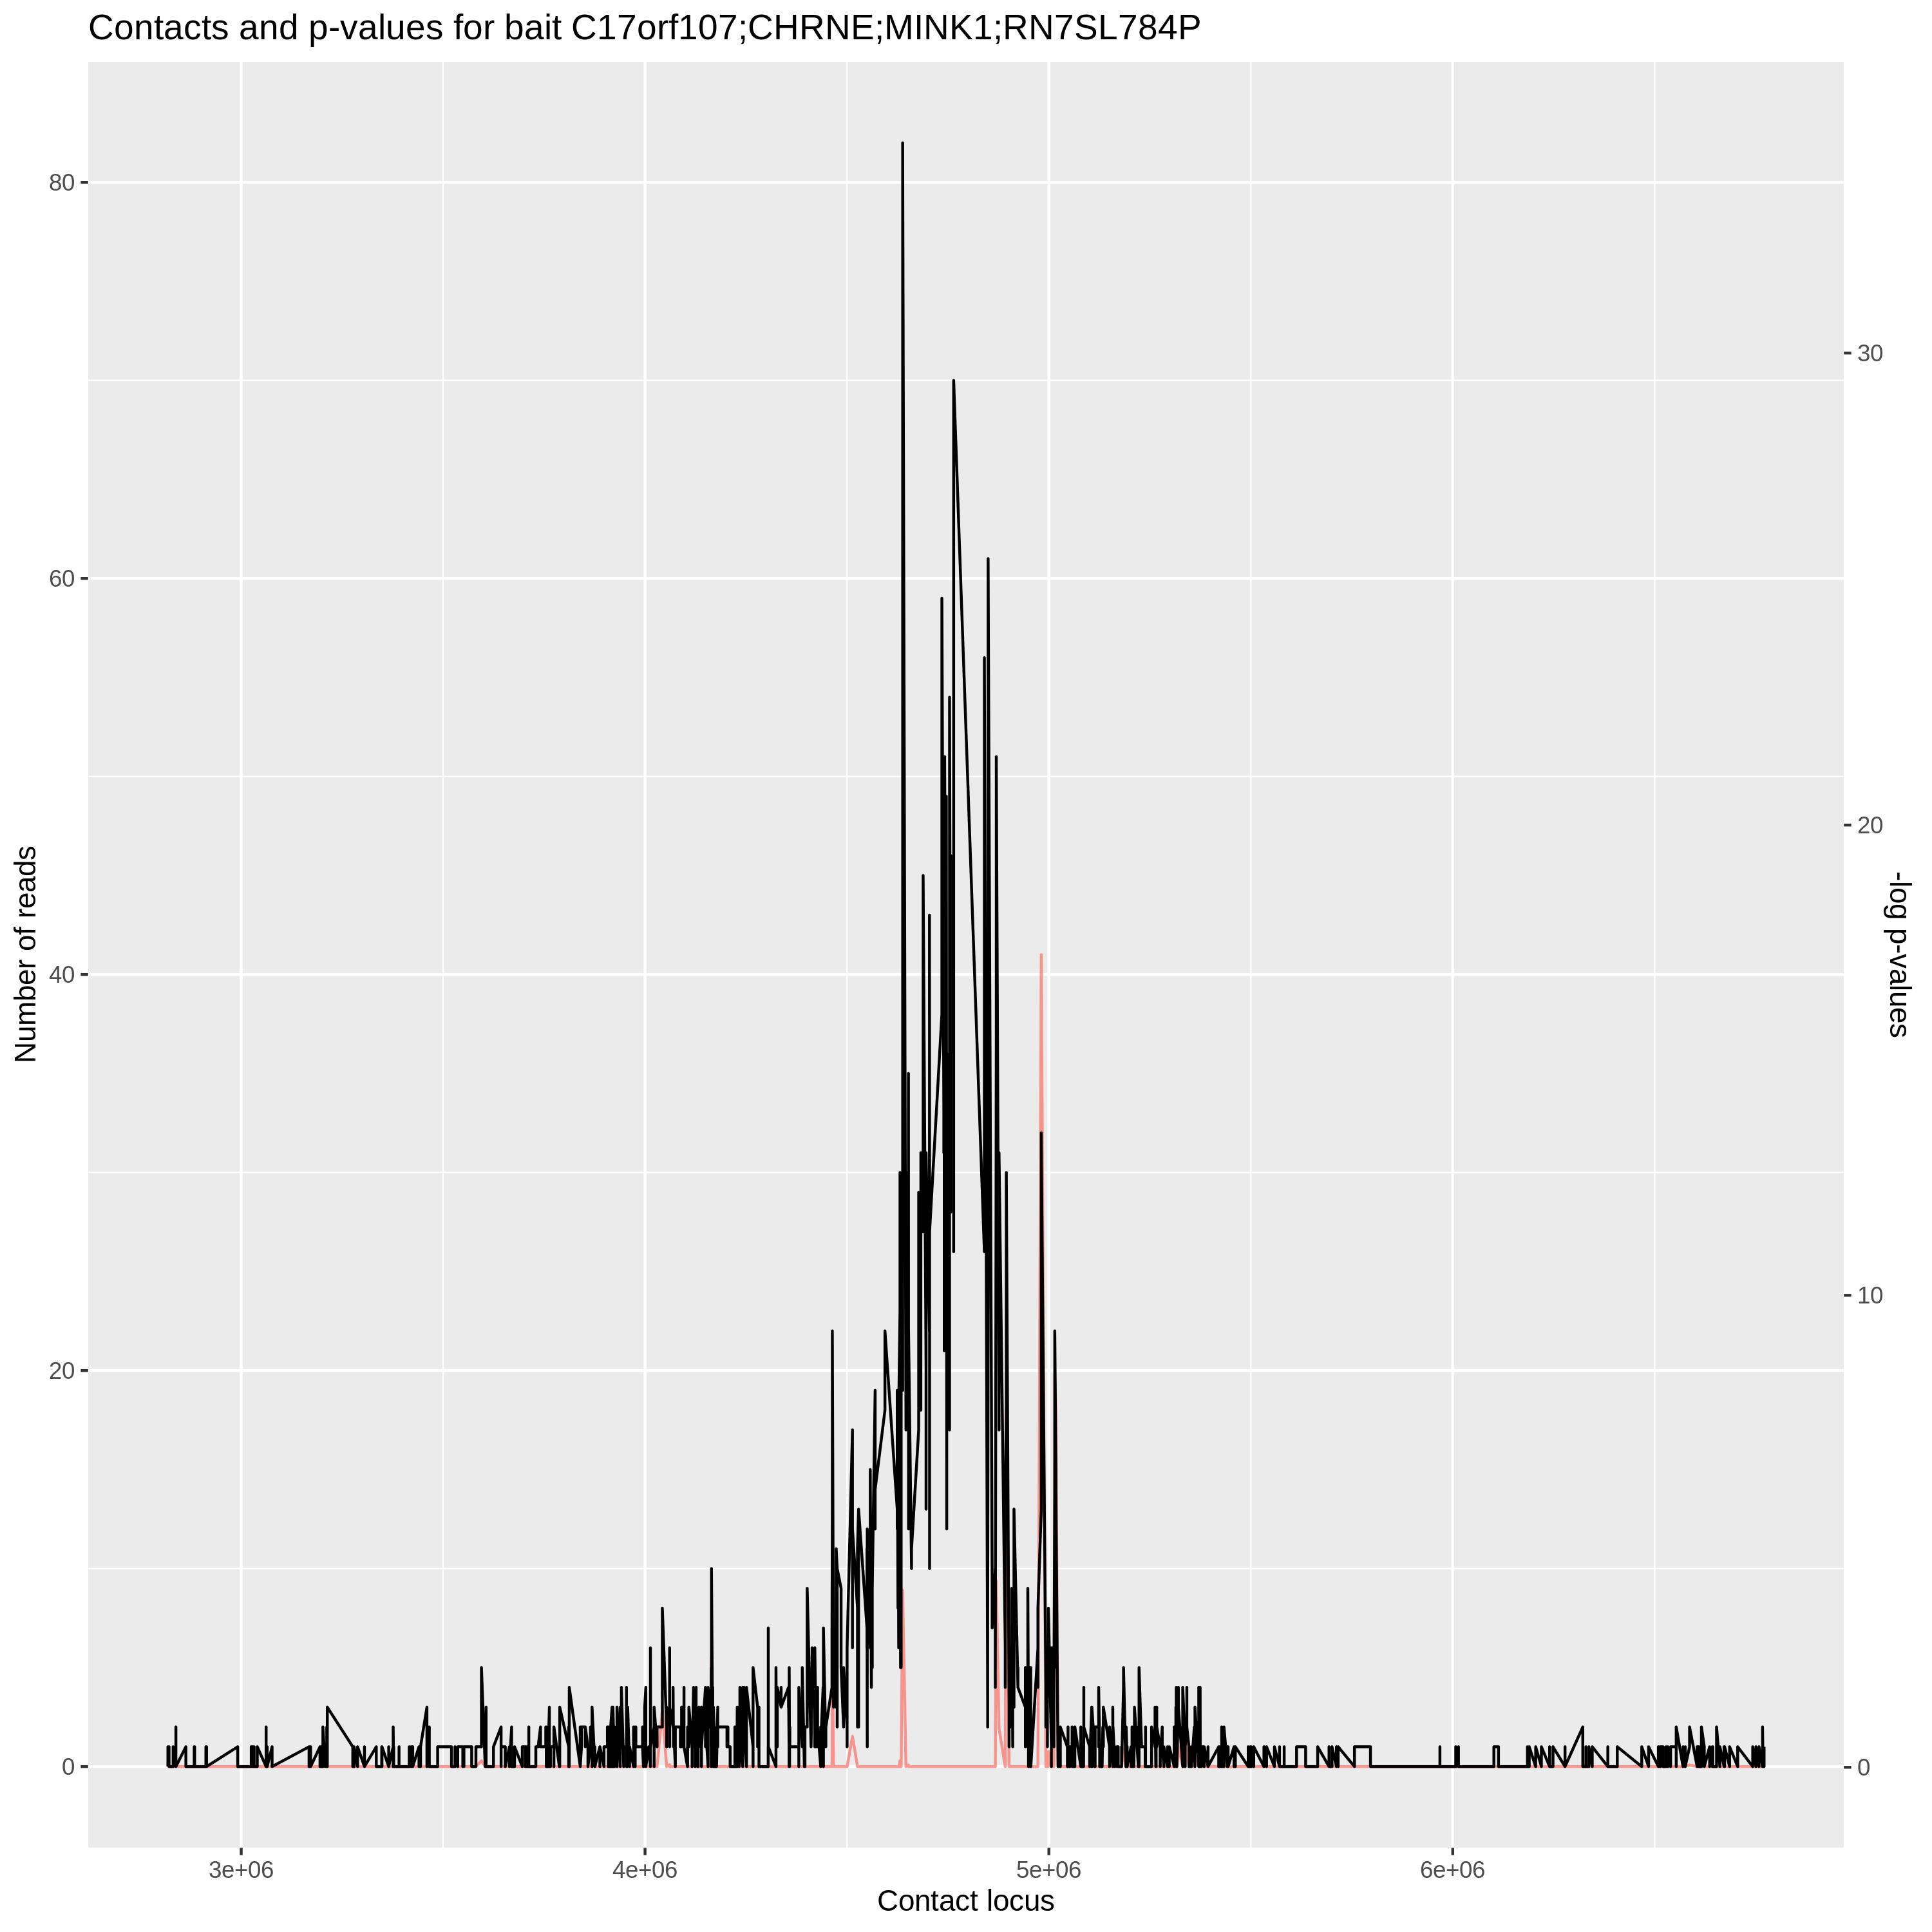 Contacts and p-values for bait C17orf107;CHRNE;MINK1;RN7SL784P
80
60
40
20
0
Number of reads
30
20
10
0
-log p-values
3e+06 4e+06 5e+06 6e+06
Contact locus